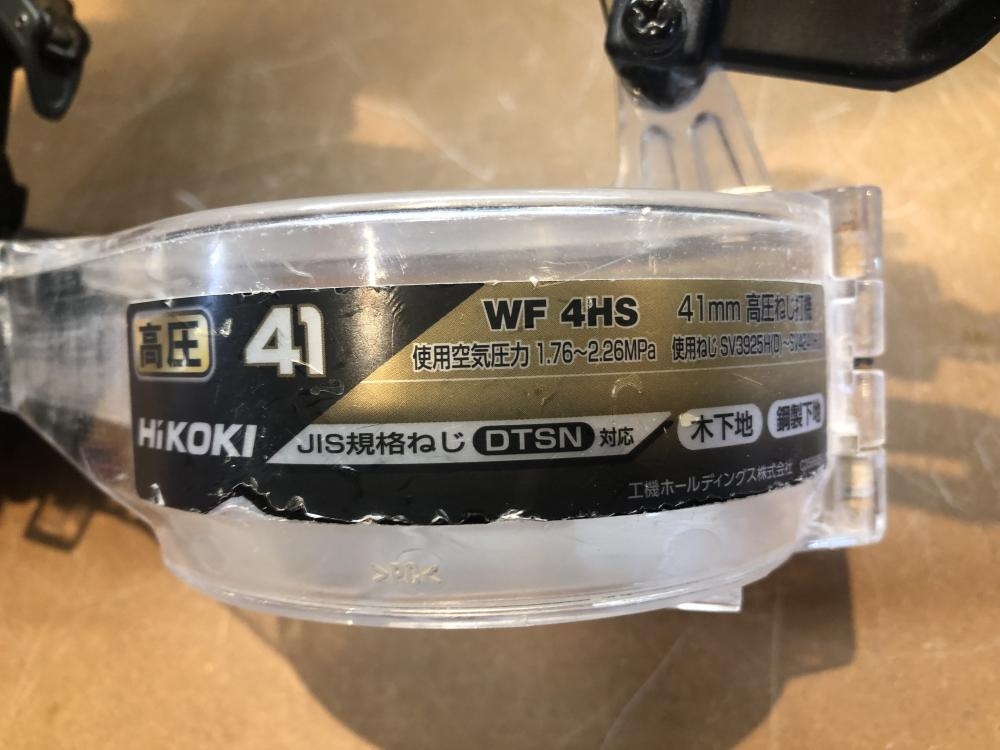 高圧 41
WF 4HS 41mm 高圧ねじ打機
使用空気圧力 1.76~2.26MPa 使用ねじ SV3925H(D)~
HiKOKI JIS規格ねじ DTSN 対応 木下地 鋼製下地
工機ホールディングス株式会社